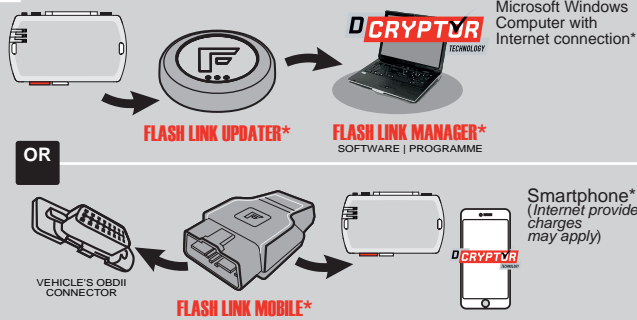 Microsoft Windows
Computer with
Internet connection*
DCRYPTOR
TECHNOLOGY
FLASH LINK UPDATER*
FLASH LINK MANAGER*
SOFTWARE | PROGRAMME
OR
Smartphone*
(Internet provide
charges
may apply)
DCRYPTOR
TECHNOLOGY
VEHICLE'S OBDII
CONNECTOR
FLASH LINK MOBILE*